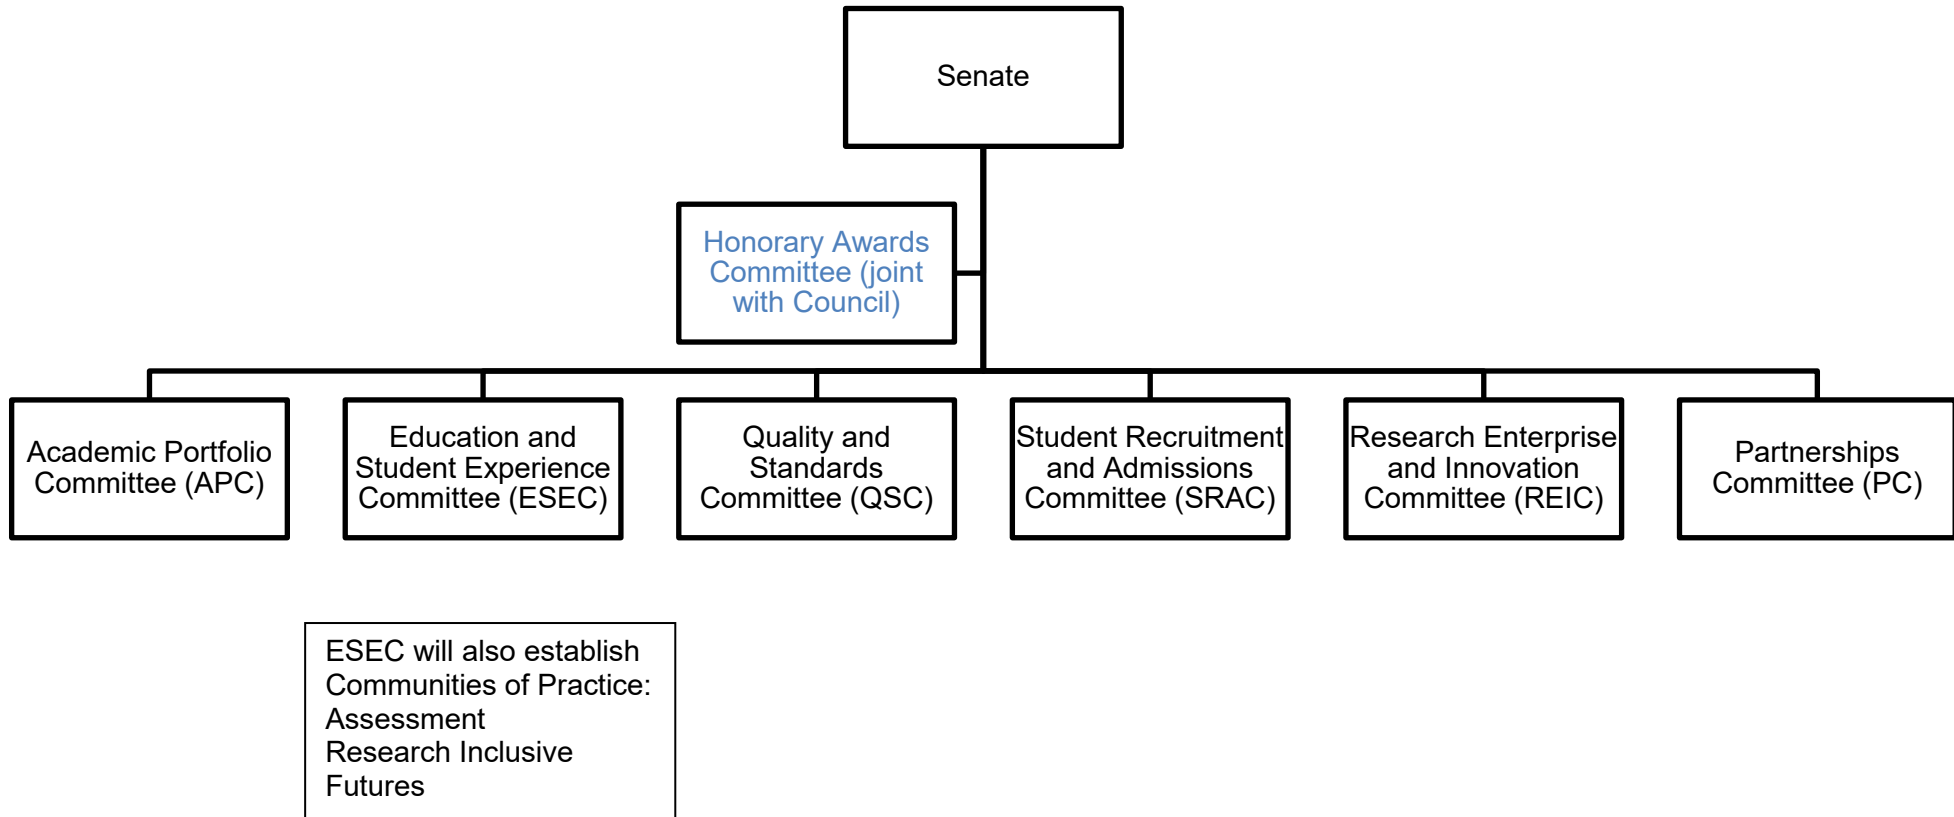 Senate
Honorary Awards
Committee (joint
with Council)
Academic Portfolio
Committee (APC)
Education and
Student Experience
Committee (ESEC)
Quality and
Standards
Committee (QSC)
Student Recruitment
and Admissions
Committee (SRAC)
Research Enterprise
and Innovation
Committee (REIC)
Partnerships
Committee (PC)
ESEC will also establish
Communities of Practice:
Assessment
Research Inclusive
Futures